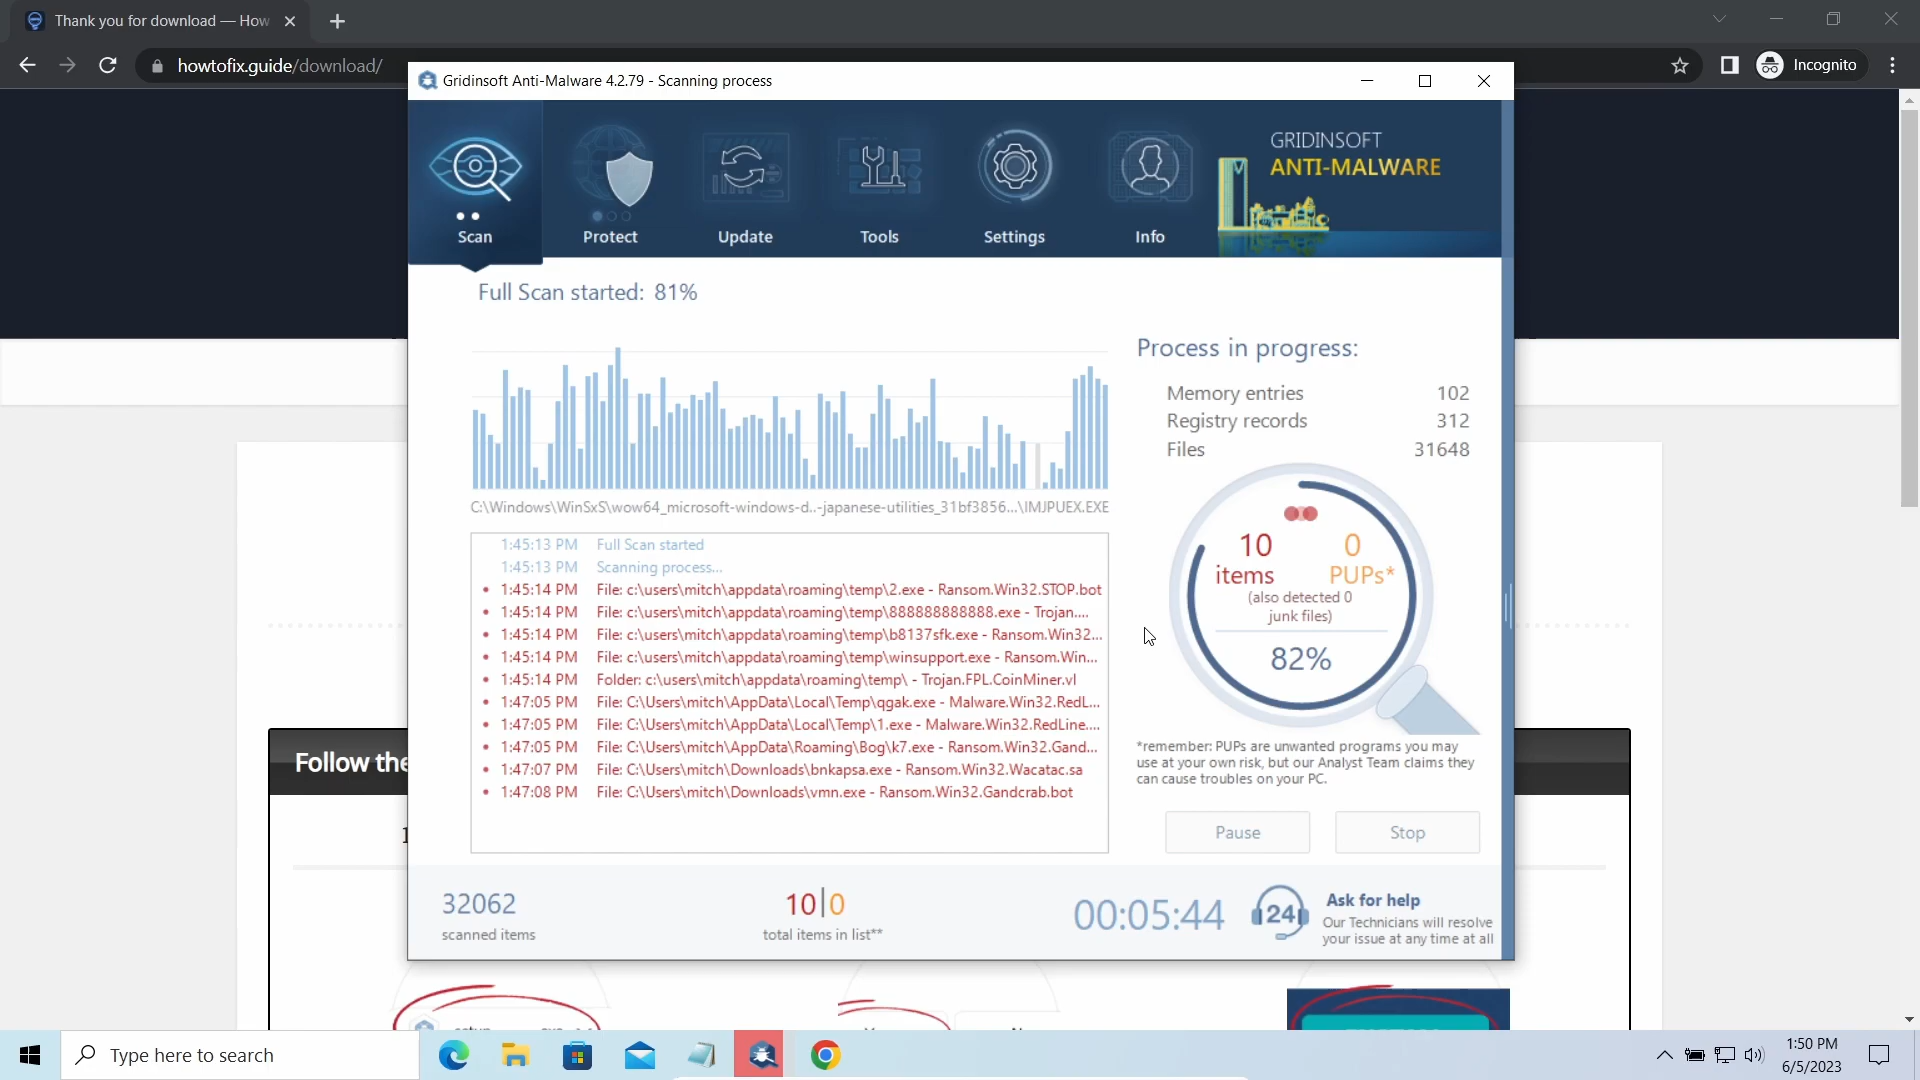 Thank you for download — How
howtofix.guide/download/
Incognito
Gridinsoft Anti-Malware 4.2.79 - Scanning process
Scan
Protect
Update
Tools
Settings
Info
GRIDINSOFT
ANTI-MALWARE
Full Scan started: 81%
Process in progress:
Memory entries 102
Registry records 312
Files 31648
C:\Windows\WinSxS\wow64_microsoft-windows-d..-japanese-utilities_31bf3856...\IMJPUEX.EXE
1:45:13 PM Full Scan started
1:45:13 PM Scanning process...
• 1:45:14 PM File: c:\users\mitch\appdata\roaming\temp\2.exe - Ransom.Win32.STOP.bot
• 1:45:14 PM File: c:\users\mitch\appdata\roaming\temp\888888888888.exe - Trojan....
• 1:45:14 PM File: c:\users\mitch\appdata\roaming\temp\b8137sfk.exe - Ransom.Win32...
• 1:45:14 PM File: c:\users\mitch\appdata\roaming\temp\winsupport.exe - Ransom.Win...
• 1:45:14 PM Folder: c:\users\mitch\appdata\roaming\temp\ - Trojan.FPL.CoinMiner.vl
• 1:47:05 PM File: C:\Users\mitch\AppData\Local\Temp\qgak.exe - Malware.Win32.RedL...
• 1:47:05 PM File: C:\Users\mitch\AppData\Local\Temp\1.exe - Malware.Win32.RedLine....
• 1:47:05 PM File: C:\Users\mitch\AppData\Roaming\Bog\k7.exe - Ransom.Win32.Gand...
• 1:47:07 PM File: C:\Users\mitch\Downloads\bnkapsa.exe - Ransom.Win32.Wacatac.sa
• 1:47:08 PM File: C:\Users\mitch\Downloads\vmn.exe - Ransom.Win32.Gandcrab.bot
10 items
0 PUPs*
(also detected 0
junk files)
82%
*remember: PUPs are unwanted programs you may
use at your own risk, but our Analyst Team claims they
can cause troubles on your PC.
Pause
Stop
32062
scanned items
10|0
total items in list**
00:05:44
24
Ask for help
Our Technicians will resolve
your issue at any time at all
Follow the
1
Type here to search
1:50 PM
6/5/2023